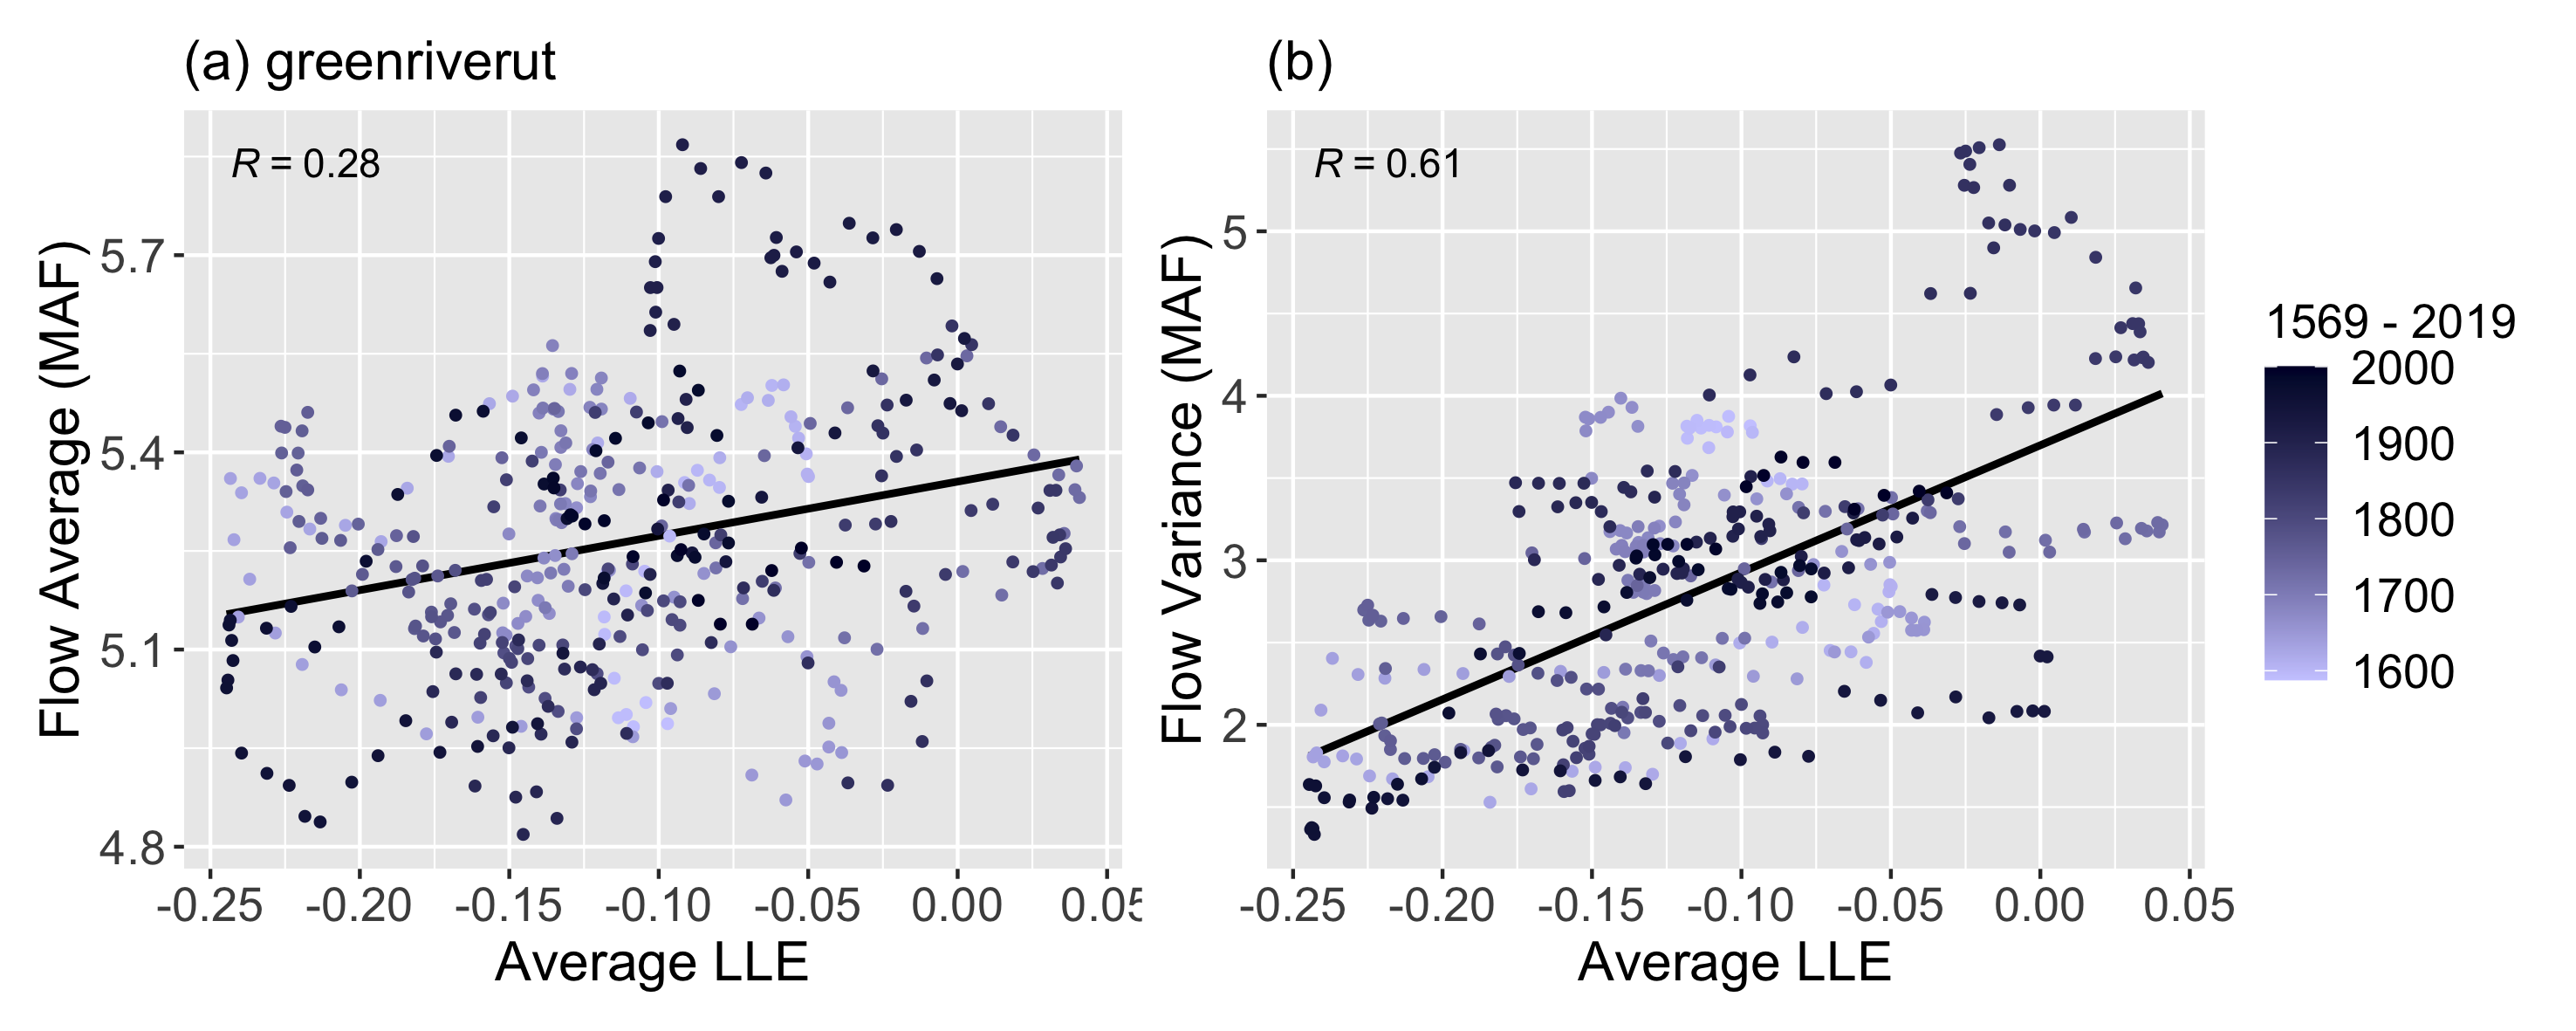 (a) greenriverut
R = 0.28
Flow Average (MAF)
5.7
5.4
5.1
4.8
-0.25 -0.20 -0.15 -0.10 -0.05 0.00 0.05
Average LLE
(b)
R = 0.61
Flow Variance (MAF)
5
4
3
2
-0.25 -0.20 -0.15 -0.10 -0.05 0.00 0.05
Average LLE
1569 - 2019
2000
1900
1800
1700
1600